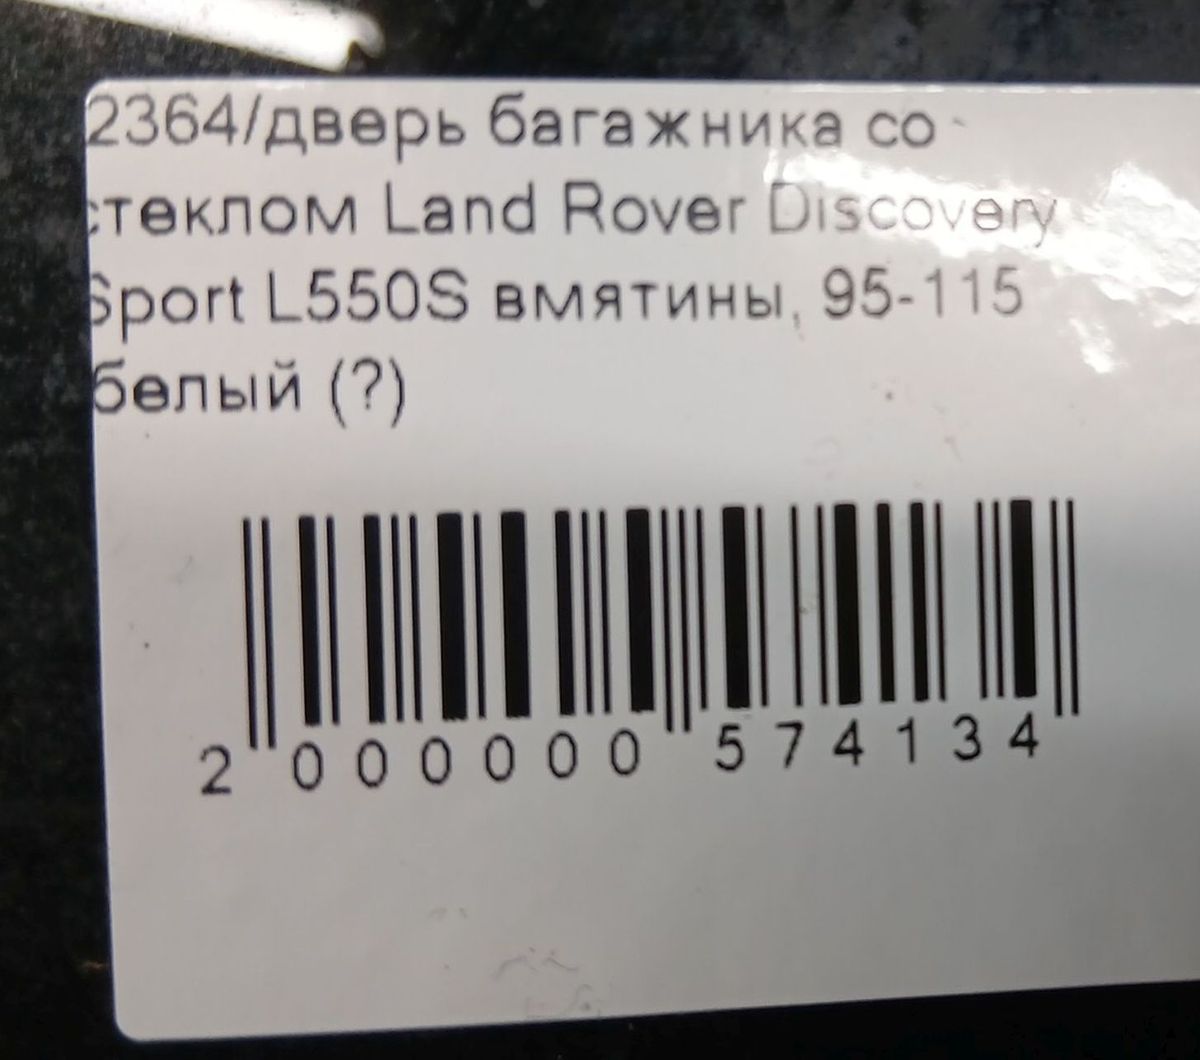 2364/дверь багажника со
стеклом Land Rover Discovery
Sport L550S вмятины, 95-115
белый (?)
2 000000 574134